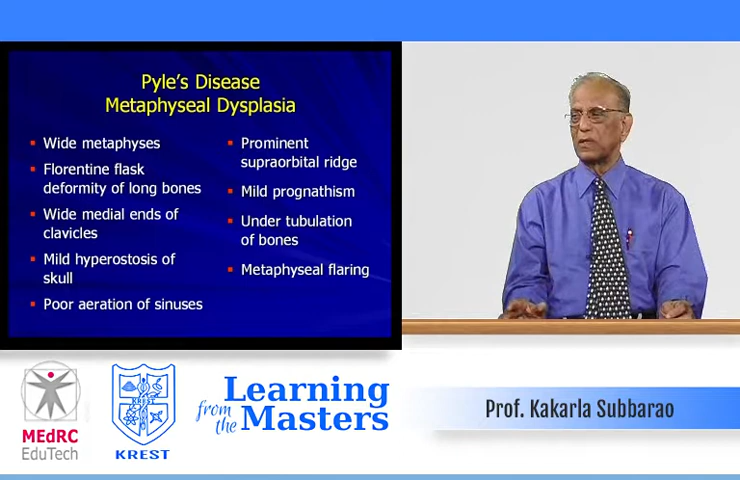 Pyle's Disease
Metaphyseal Dysplasia
Wide metaphyses
Florentine flask
deformity of long bones
Wide medial ends of
clavicles
Mild hyperostosis of
skull
Poor aeration of sinuses
Prominent
supraorbital ridge
Mild prognathism
Under tubulation
of bones
Metaphyseal flaring
MEdRC
EduTech
KREST
KREST
Learning
from the
Masters
Prof. Kakarla Subbarao